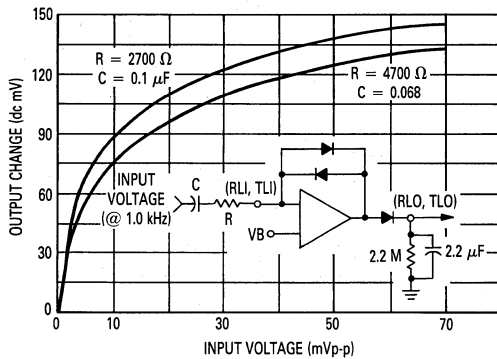 OUTPUT CHANGE (dc mV)
150
120
90
60
30
0
R = 2700 Ω
C = 0.1 μF
R = 4700 Ω
C = 0.068
INPUT
VOLTAGE
(@ 1.0 kHz)
C
R
(RLI, TLI)
VB
(RLO, TLO)
2.2 M
2.2 μF
0
10
30
50
70
INPUT VOLTAGE (mVp-p)